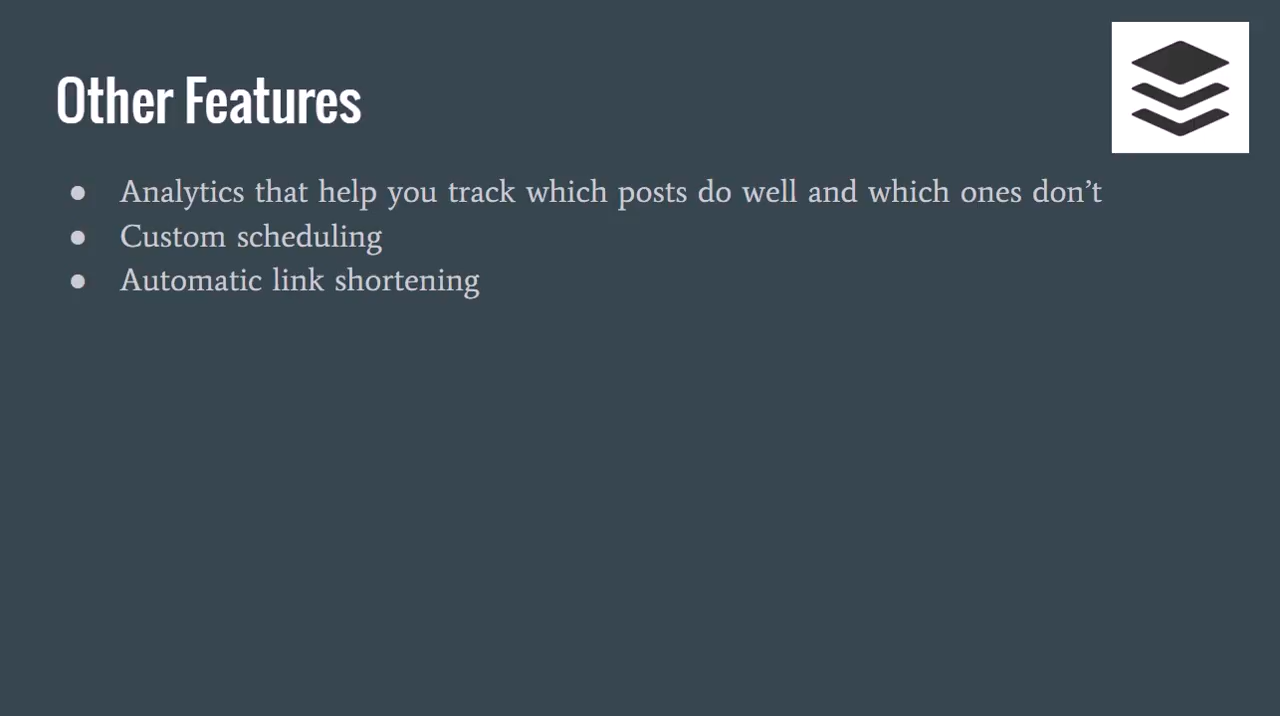 Other Features
● Analytics that help you track which posts do well and which ones don’t
● Custom scheduling
● Automatic link shortening